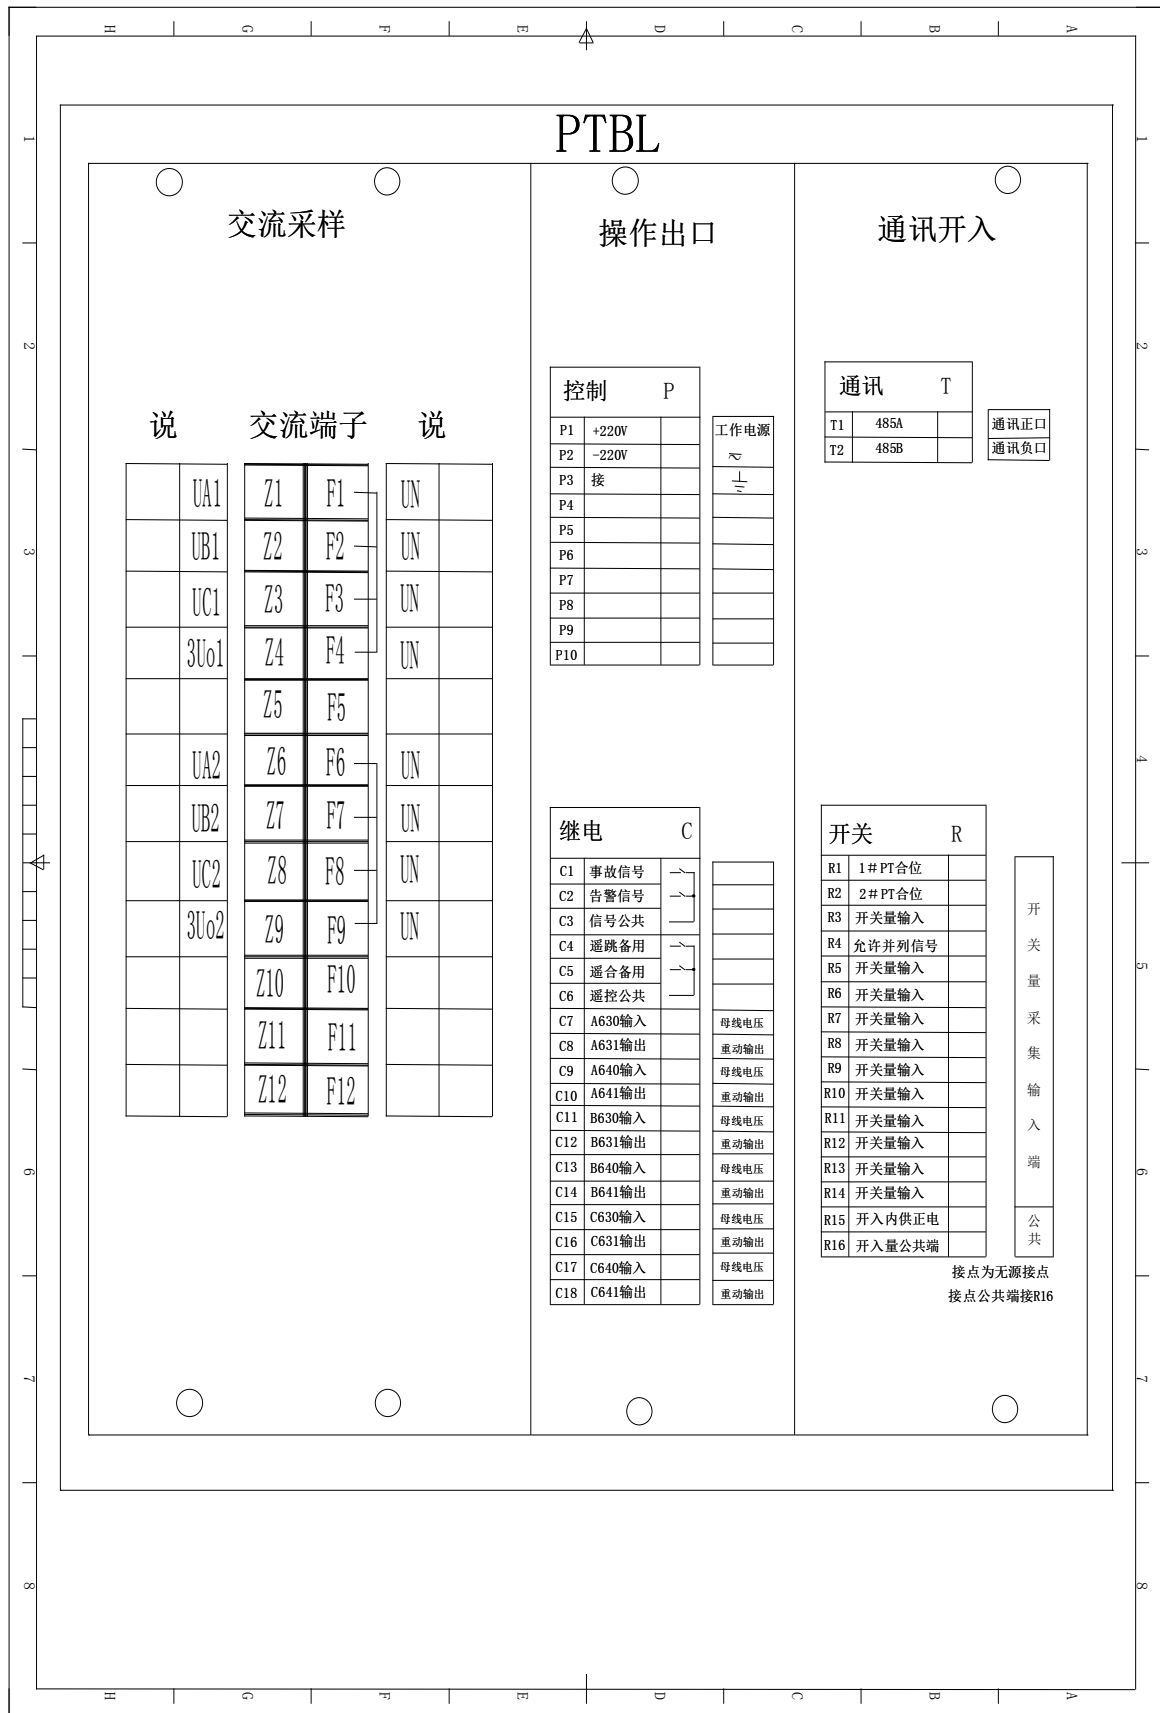 H G F E D C B A
PTBL
交流采样
操作出口
通讯开入
说 交流端子 说
UA1 Z1 F1 UN
UB1 Z2 F2 UN
UC1 Z3 F3 UN
3Uo1 Z4 F4 UN
Z5 F5
UA2 Z6 F6 UN
UB2 Z7 F7 UN
UC2 Z8 F8 UN
3Uo2 Z9 F9 UN
Z10 F10
Z11 F11
Z12 F12
控制 P
P1 +220V 工作电源
P2 -220V
P3 接
P4
P5
P6
P7
P8
P9
P10
继电 C
C1 事故信号
C2 告警信号
C3 信号公共
C4 遥跳备用
C5 遥合备用
C6 遥控公共
C7 A630输入 母线电压
C8 A631输出 重动输出
C9 A640输入 母线电压
C10 A641输出 重动输出
C11 B630输入 母线电压
C12 B631输出 重动输出
C13 B640输入 母线电压
C14 B641输出 重动输出
C15 C630输入 母线电压
C16 C631输出 重动输出
C17 C640输入 母线电压
C18 C641输出 重动输出
通讯 T
T1 485A 通讯正口
T2 485B 通讯负口
开关 R
R1 1#PT合位
R2 2#PT合位
R3 开关量输入
R4 允许并列信号
R5 开关量输入
R6 开关量输入
R7 开关量输入
R8 开关量输入
R9 开关量输入
R10 开关量输入
R11 开关量输入
R12 开关量输入
R13 开关量输入
R14 开关量输入
R15 开入内供正电
R16 开入量公共端
开关量采集输入端
公共
接点为无源接点
接点公共端接R16
1 1
2 2
3 3
4 4
5 5
6 6
7 7
8 8
H G F E D C B A